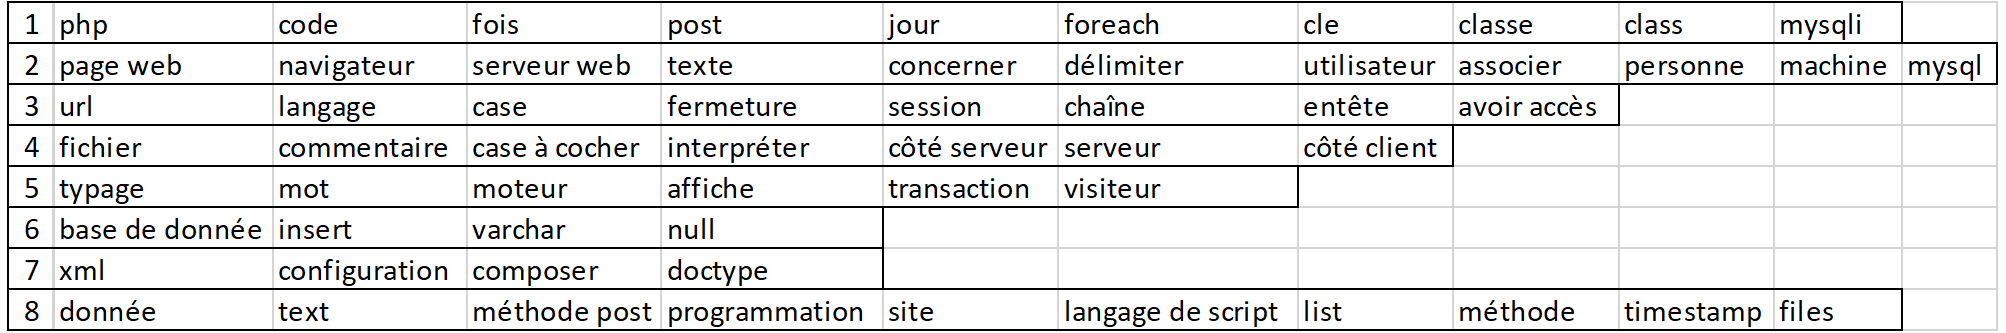 1 php code fois post jour foreach cle classe class mysqli
2 page web navigateur serveur web texte concerner délimiter utilisateur associer personne machine mysql
3 url langage case fermeture session chaîne entête avoir accès
4 fichier commentaire case à cocher interpréter côté serveur serveur côté client
5 typage mot moteur affiche transaction visiteur
6 base de donnée insert varchar null
7 xml configuration composer doctype
8 donnée text méthode post programmation site langage de script list méthode timestamp files